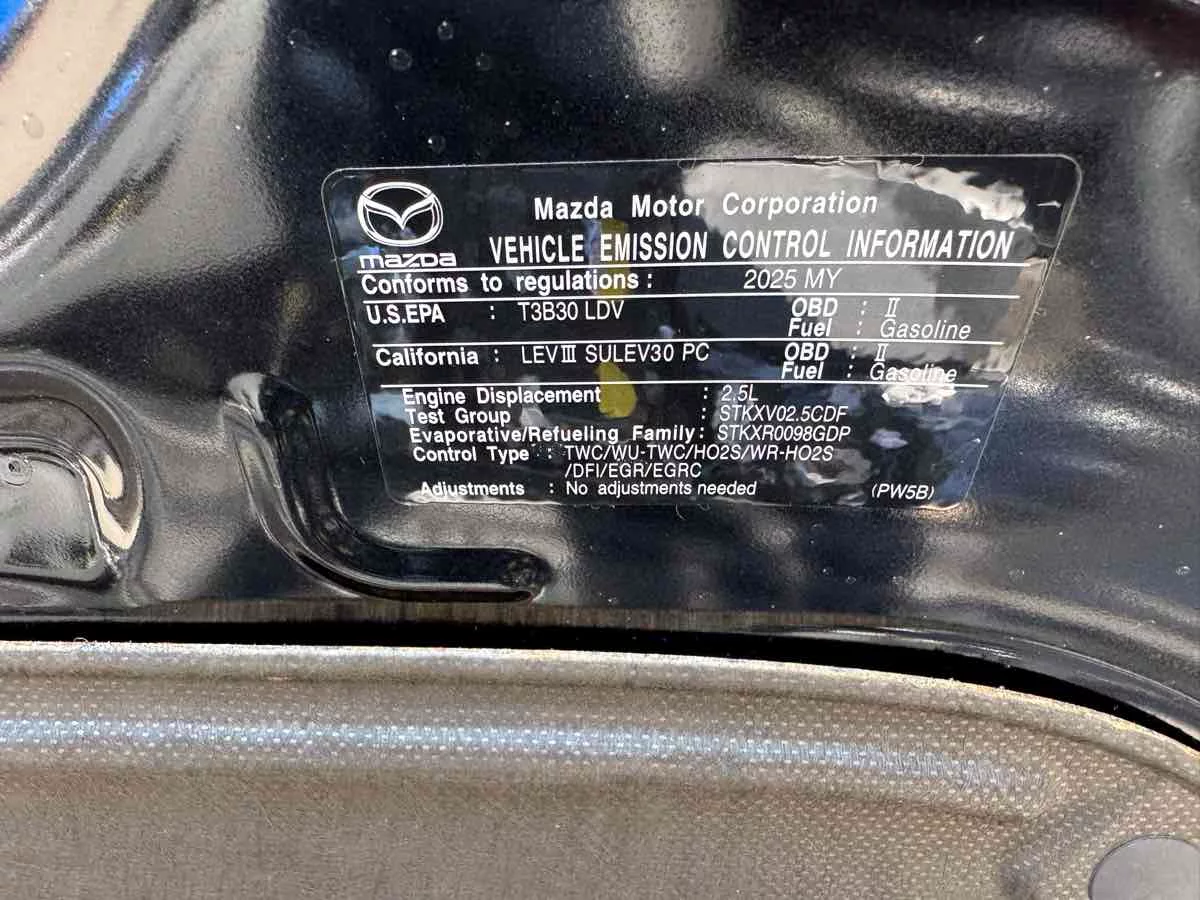 Mazda Motor Corporation
mazda VEHICLE EMISSION CONTROL INFORMATION
Conforms to regulations : 2025 MY
U.S.EPA : T3B30 LDV OBD : Ⅱ
Fuel : Gasoline
California : LEVⅢ SULEV30 PC OBD : Ⅱ
Fuel : Gasoline
Engine Displacement : 2.5L
Test Group : STKXV02.5CDF
Evaporative/Refueling Family : STKXR0098GDP
Control Type : TWC/WU-TWC/HO2S/WR-HO2S
/DFI/EGR/EGRC
Adjustments : No adjustments needed (PW5B)